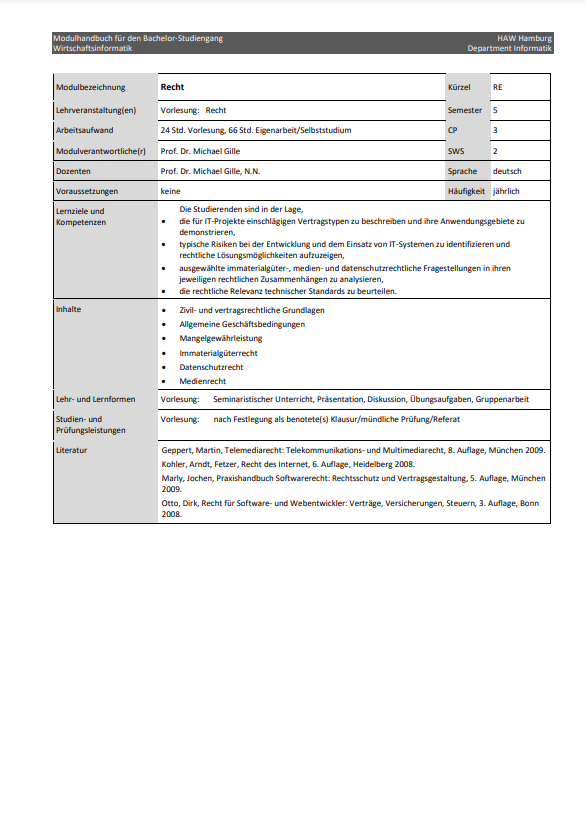 Modulhandbuch für den Bachelor-Studiengang HAW Hamburg
Wirtschaftsinformatik Department Informatik
Modulbezeichnung Recht Kürzel RE
Lehrveranstaltung(en) Vorlesung: Recht Semester 5
Arbeitsaufwand 24 Std. Vorlesung, 66 Std. Eigenarbeit/Selbststudium CP 3
Modulverantwortliche(r) Prof. Dr. Michael Gille SWS 2
Dozenten Prof. Dr. Michael Gille, N.N. Sprache deutsch
Voraussetzungen keine Häufigkeit jährlich
Lernziele und Kompetenzen
Die Studierenden sind in der Lage,
• die für IT-Projekte einschlägigen Vertragstypen zu beschreiben und ihre Anwendungsgebiete zu
demonstrieren,
• typische Risiken bei der Entwicklung und dem Einsatz von IT-Systemen zu identifizieren und
rechtliche Lösungsmöglichkeiten aufzuzeigen,
• ausgewählte immaterialgüter-, medien- und datenschutzrechtliche Fragestellungen in ihren
jeweiligen rechtlichen Zusammenhängen zu analysieren,
• die rechtliche Relevanz technischer Standards zu beurteilen.
Inhalte
• Zivil- und vertragsrechtliche Grundlagen
• Allgemeine Geschäftsbedingungen
• Mangelgewährleistung
• Immaterialgüterrecht
• Datenschutzrecht
• Medienrecht
Lehr- und Lernformen Vorlesung: Seminaristischer Unterricht, Präsentation, Diskussion, Übungsaufgaben, Gruppenarbeit
Studien- und Prüfungsleistungen
Vorlesung: nach Festlegung als benotete(s) Klausur/mündliche Prüfung/Referat
Literatur
Geppert, Martin, Telemediarecht: Telekommunikations- und Multimediarecht, 8. Auflage, München 2009.
Kohler, Arndt, Fetzer, Recht des Internet, 6. Auflage, Heidelberg 2008.
Marly, Jochen, Praxishandbuch Softwarerecht: Rechtsschutz und Vertragsgestaltung, 5. Auflage, München
2009.
Otto, Dirk, Recht für Software- und Webentwickler: Verträge, Versicherungen, Steuern, 3. Auflage, Bonn
2008.